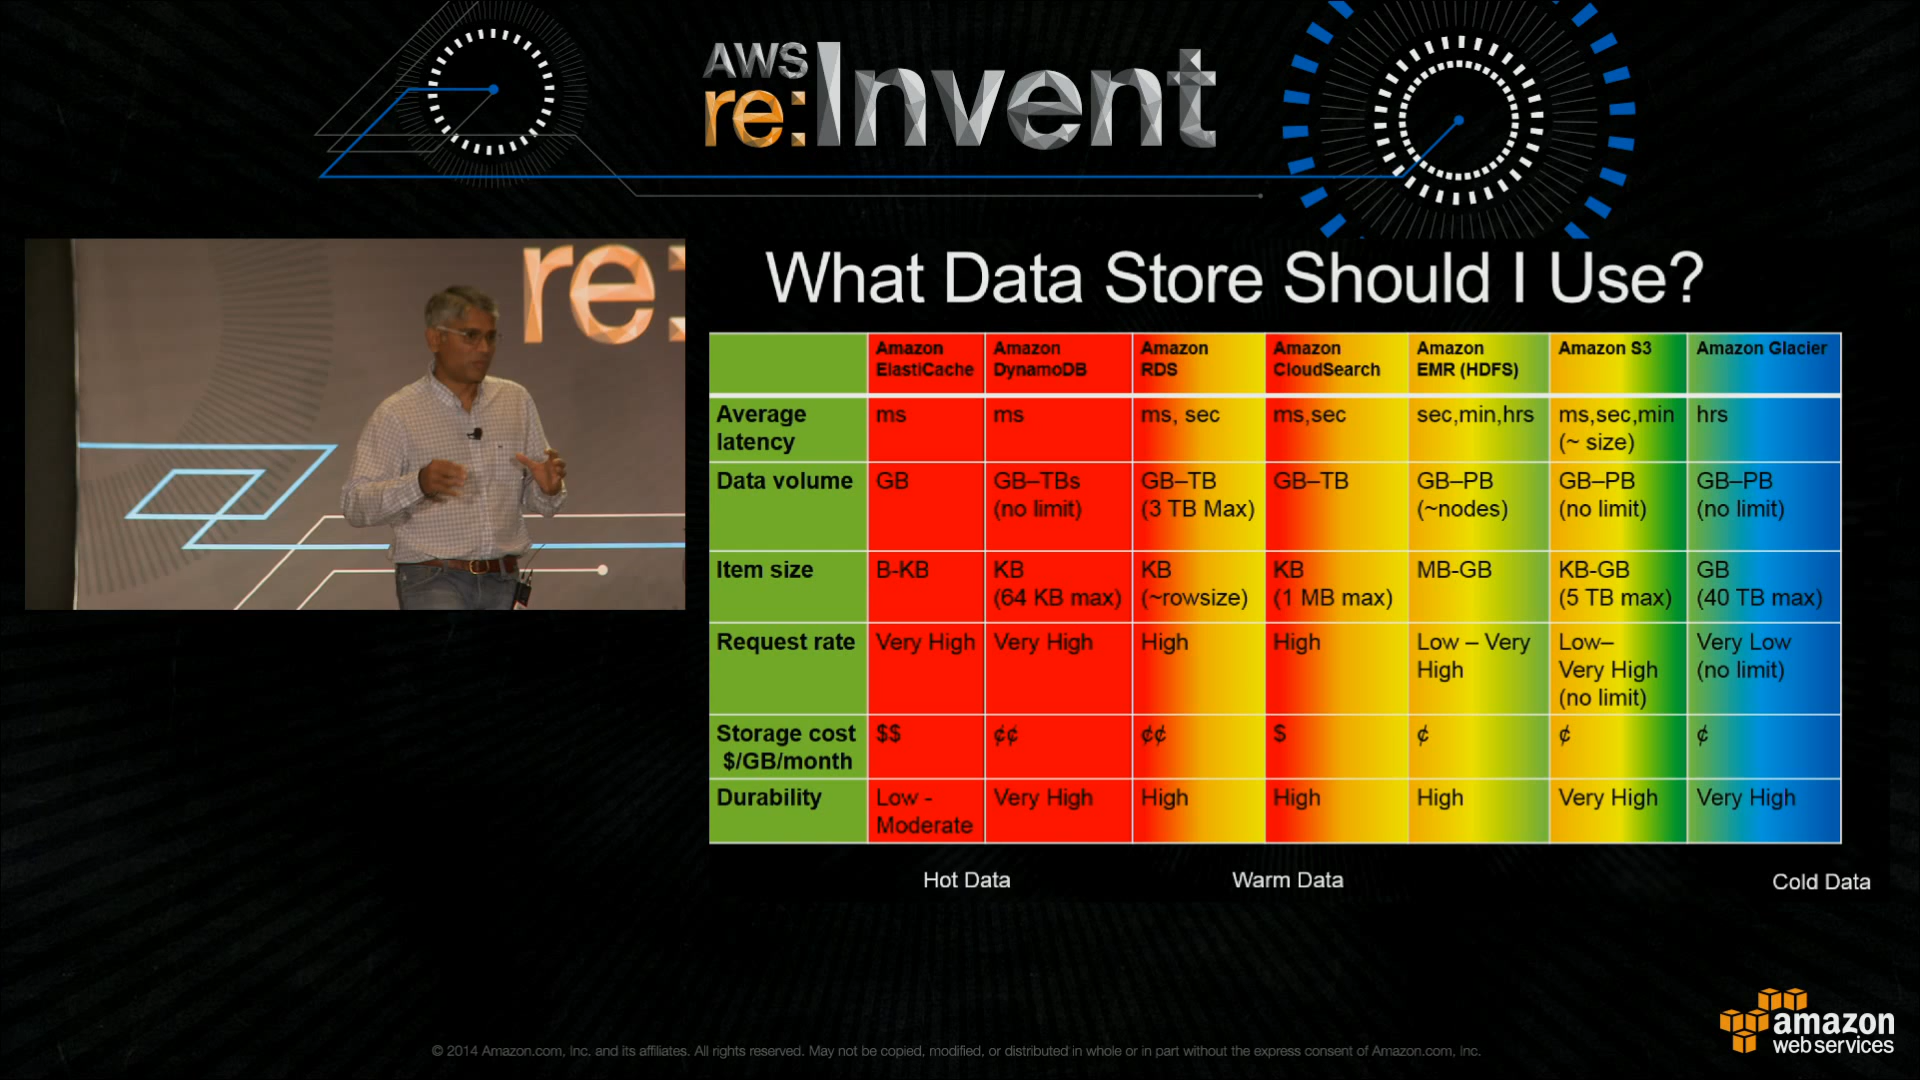 AWS
re:Invent
re:
What Data Store Should I Use?
Amazon ElastiCache
Amazon DynamoDB
Amazon RDS
Amazon CloudSearch
Amazon EMR (HDFS)
Amazon S3
Amazon Glacier
Average latency
ms
ms
ms, sec
ms,sec
sec,min,hrs
ms,sec,min
(~ size)
hrs
Data volume
GB
GB–TBs
(no limit)
GB–TB
(3 TB Max)
GB–TB
GB–PB
(~nodes)
GB–PB
(no limit)
GB–PB
(no limit)
Item size
B-KB
KB
(64 KB max)
KB
(~rowsize)
KB
(1 MB max)
MB-GB
KB-GB
(5 TB max)
GB
(40 TB max)
Request rate
Very High
Very High
High
High
Low – Very
High
Low–
Very High
(no limit)
Very Low
(no limit)
Storage cost
$/GB/month
$$
¢¢
¢¢
$
¢
¢
¢
Durability
Low -
Moderate
Very High
High
High
High
Very High
Very High
Hot Data
Warm Data
Cold Data
amazon
web services
© 2014 Amazon.com, Inc. and its affiliates. All rights reserved. May not be copied, modified, or distributed in whole or in part without the express consent of Amazon.com, Inc.